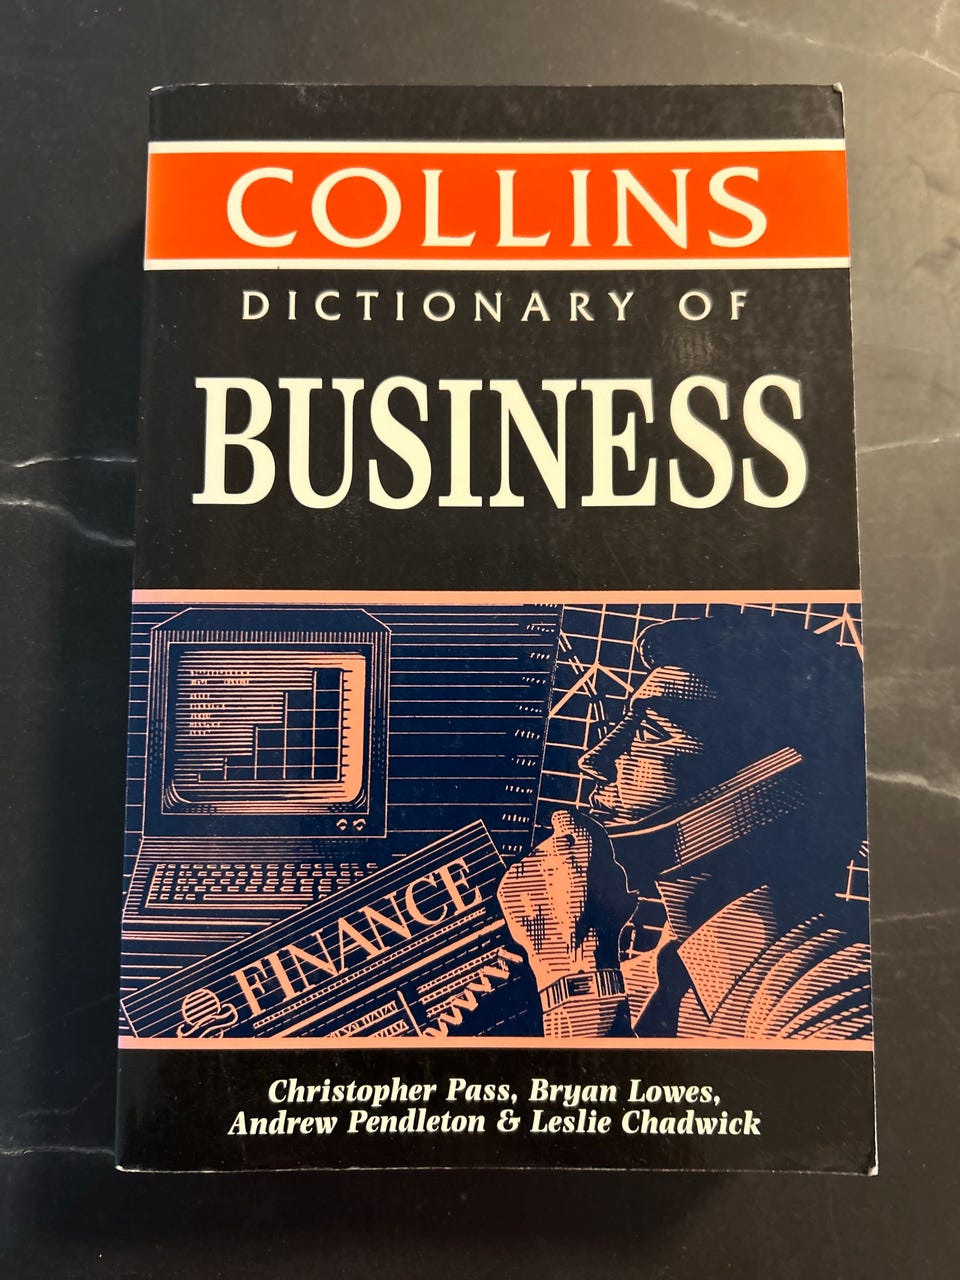 COLLINS
DICTIONARY OF
BUSINESS
FINANCE
Christopher Pass, Bryan Lowes,
Andrew Pendleton & Leslie Chadwick